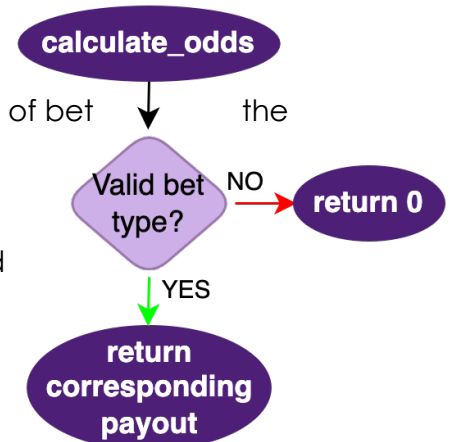 calculate_odds
of bet the
Valid bet
type?
NO
return 0
d
YES
return
corresponding
payout